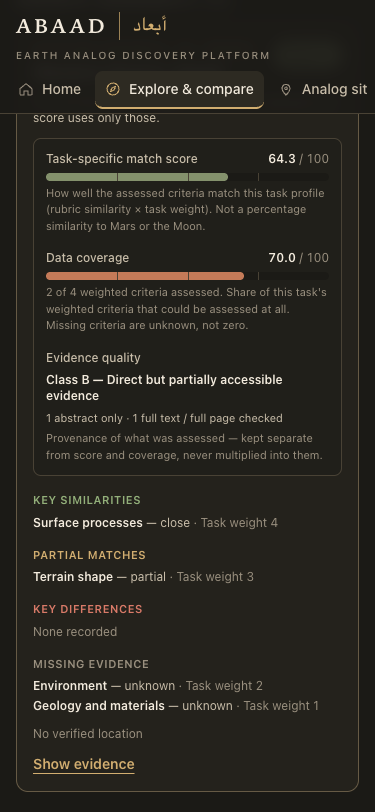 ABAAD | أبعاد
EARTH ANALOG DISCOVERY PLATFORM
Home Explore & compare Analog sit
score uses only those.
Task-specific match score 64.3 / 100
How well the assessed criteria match this task profile
(rubric similarity × task weight). Not a percentage
similarity to Mars or the Moon.
Data coverage 70.0 / 100
2 of 4 weighted criteria assessed. Share of this task's
weighted criteria that could be assessed at all.
Missing criteria are unknown, not zero.
Evidence quality
Class B — Direct but partially accessible
evidence
1 abstract only · 1 full text / full page checked
Provenance of what was assessed — kept separate
from score and coverage, never multiplied into them.
KEY SIMILARITIES
Surface processes — close · Task weight 4
PARTIAL MATCHES
Terrain shape — partial · Task weight 3
KEY DIFFERENCES
None recorded
MISSING EVIDENCE
Environment — unknown · Task weight 2
Geology and materials — unknown · Task weight 1
No verified location
Show evidence